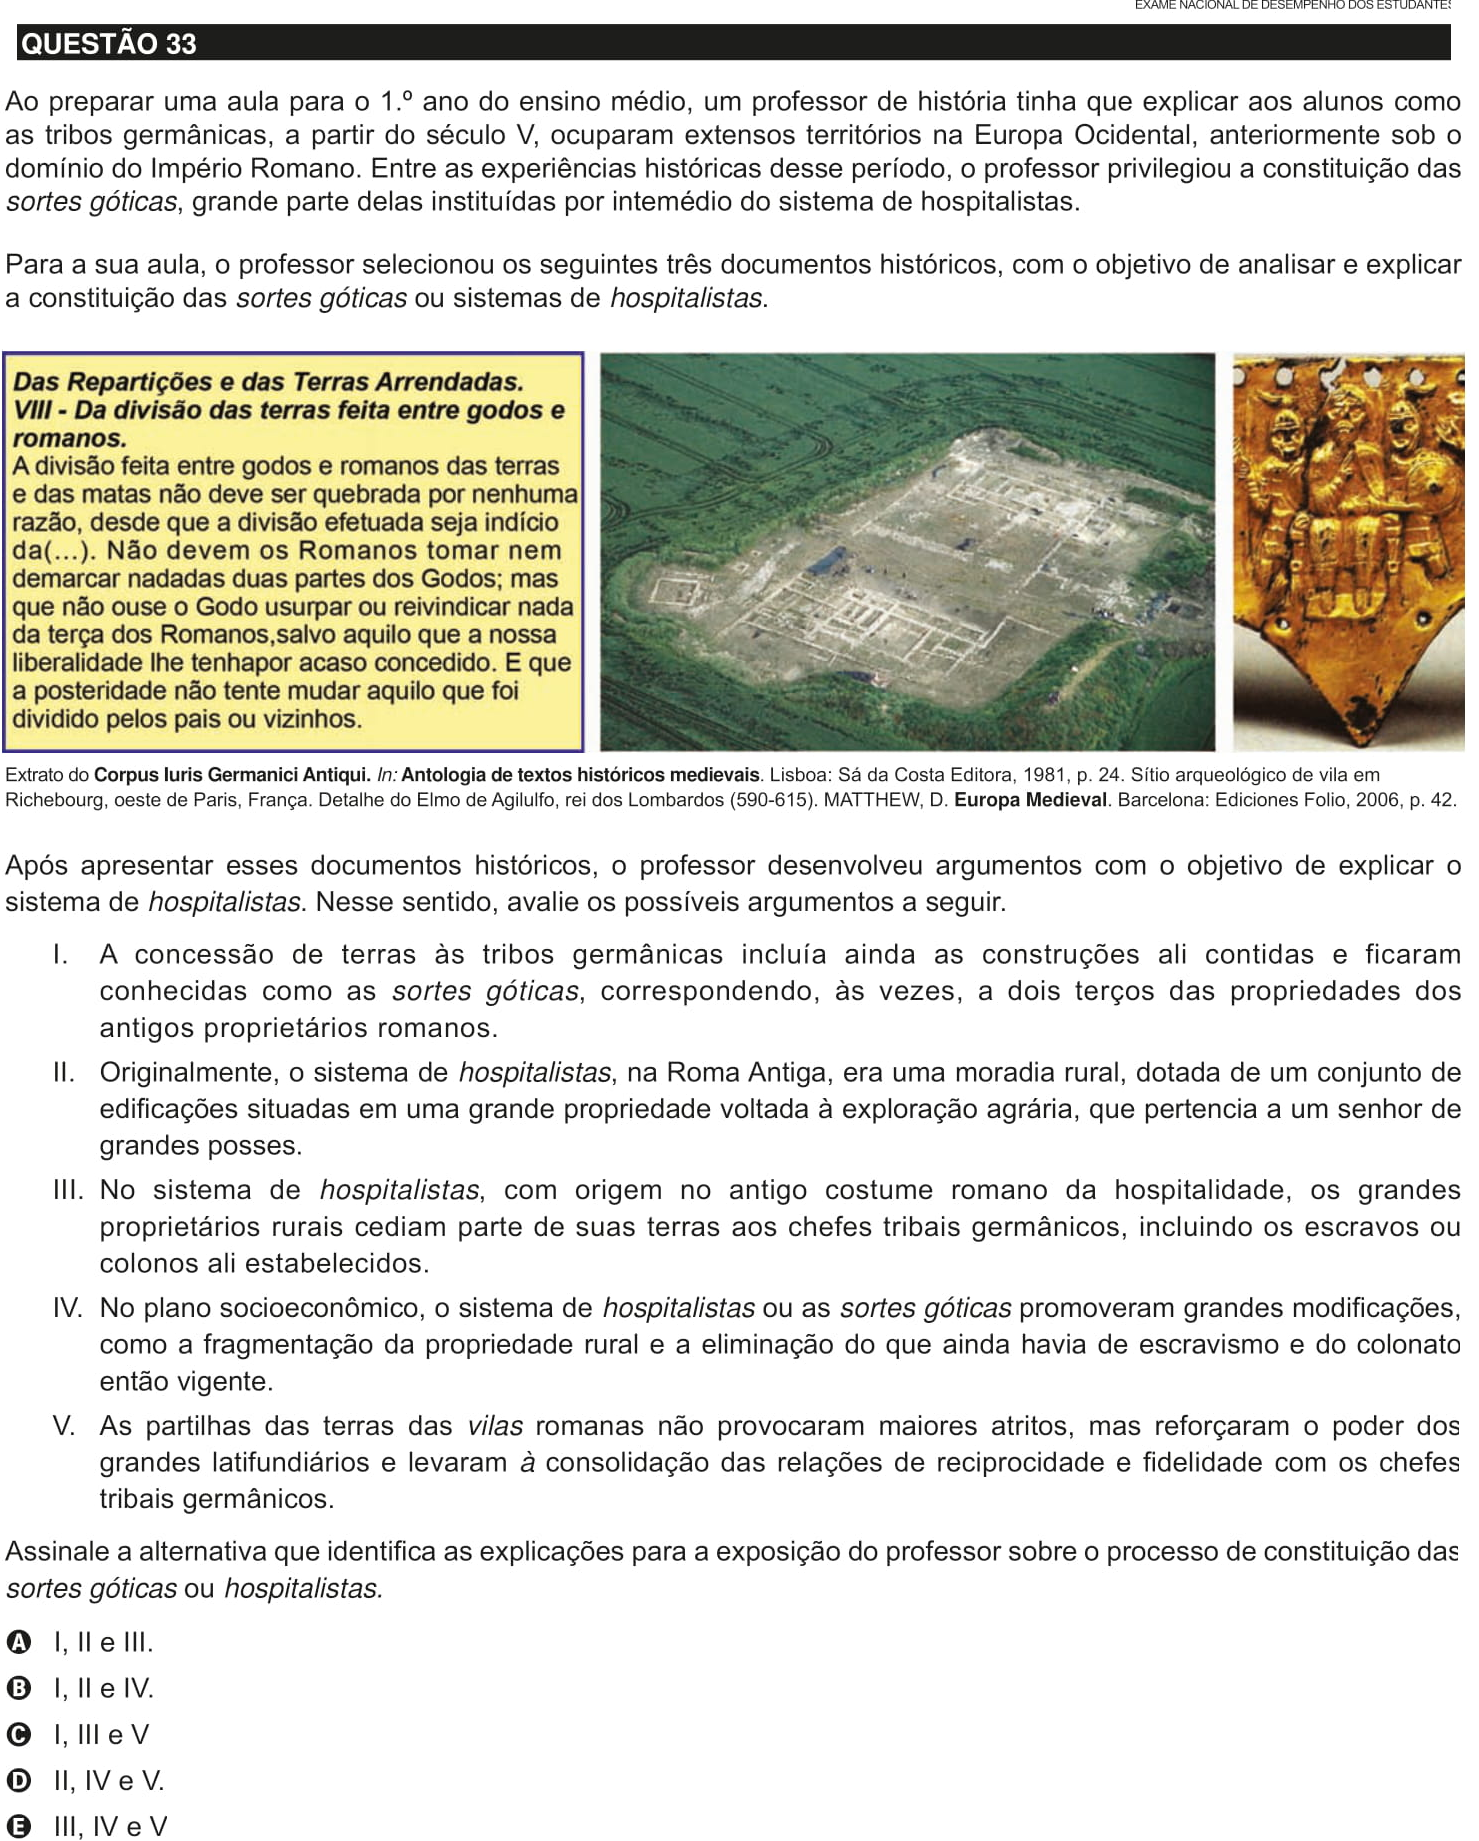 EXAME NACIONAL DE DESEMPENHO DOS ESTUDANTES
QUESTÃO 33
Ao preparar uma aula para o 1.º ano do ensino médio, um professor de história tinha que explicar aos alunos como
as tribos germânicas, a partir do século V, ocuparam extensos territórios na Europa Ocidental, anteriormente sob o
domínio do Império Romano. Entre as experiências históricas desse período, o professor privilegiou a constituição das
sortes góticas, grande parte delas instituídas por intemédio do sistema de hospitalistas.
Para a sua aula, o professor selecionou os seguintes três documentos históricos, com o objetivo de analisar e explicar
a constituição das sortes góticas ou sistemas de hospitalistas.
Das Repartições e das Terras Arrendadas.
VIII - Da divisão das terras feita entre godos e
romanos.
A divisão feita entre godos e romanos das terras
e das matas não deve ser quebrada por nenhuma
razão, desde que a divisão efetuada seja indício
da(...). Não devem os Romanos tomar nem
demarcar nadadas duas partes dos Godos; mas
que não ouse o Godo usurpar ou reivindicar nada
da terça dos Romanos,salvo aquilo que a nossa
liberalidade lhe tenhapor acaso concedido. E que
a posteridade não tente mudar aquilo que foi
dividido pelos pais ou vizinhos.
Extrato do Corpus Iuris Germanici Antiqui. In: Antologia de textos históricos medievais. Lisboa: Sá da Costa Editora, 1981, p. 24. Sítio arqueológico de vila em
Richebourg, oeste de Paris, França. Detalhe do Elmo de Agilulfo, rei dos Lombardos (590-615). MATTHEW, D. Europa Medieval. Barcelona: Ediciones Folio, 2006, p. 42.
Após apresentar esses documentos históricos, o professor desenvolveu argumentos com o objetivo de explicar o
sistema de hospitalistas. Nesse sentido, avalie os possíveis argumentos a seguir.
I. A concessão de terras às tribos germânicas incluía ainda as construções ali contidas e ficaram
conhecidas como as sortes góticas, correspondendo, às vezes, a dois terços das propriedades dos
antigos proprietários romanos.
II. Originalmente, o sistema de hospitalistas, na Roma Antiga, era uma moradia rural, dotada de um conjunto de
edificações situadas em uma grande propriedade voltada à exploração agrária, que pertencia a um senhor de
grandes posses.
III. No sistema de hospitalistas, com origem no antigo costume romano da hospitalidade, os grandes
proprietários rurais cediam parte de suas terras aos chefes tribais germânicos, incluindo os escravos ou
colonos ali estabelecidos.
IV. No plano socioeconômico, o sistema de hospitalistas ou as sortes góticas promoveram grandes modificações,
como a fragmentação da propriedade rural e a eliminação do que ainda havia de escravismo e do colonato
então vigente.
V. As partilhas das terras das vilas romanas não provocaram maiores atritos, mas reforçaram o poder dos
grandes latifundiários e levaram à consolidação das relações de reciprocidade e fidelidade com os chefes
tribais germânicos.
Assinale a alternativa que identifica as explicações para a exposição do professor sobre o processo de constituição das
sortes góticas ou hospitalistas.
A I, II e III.
B I, II e IV.
C I, III e V
D II, IV e V.
E III, IV e V